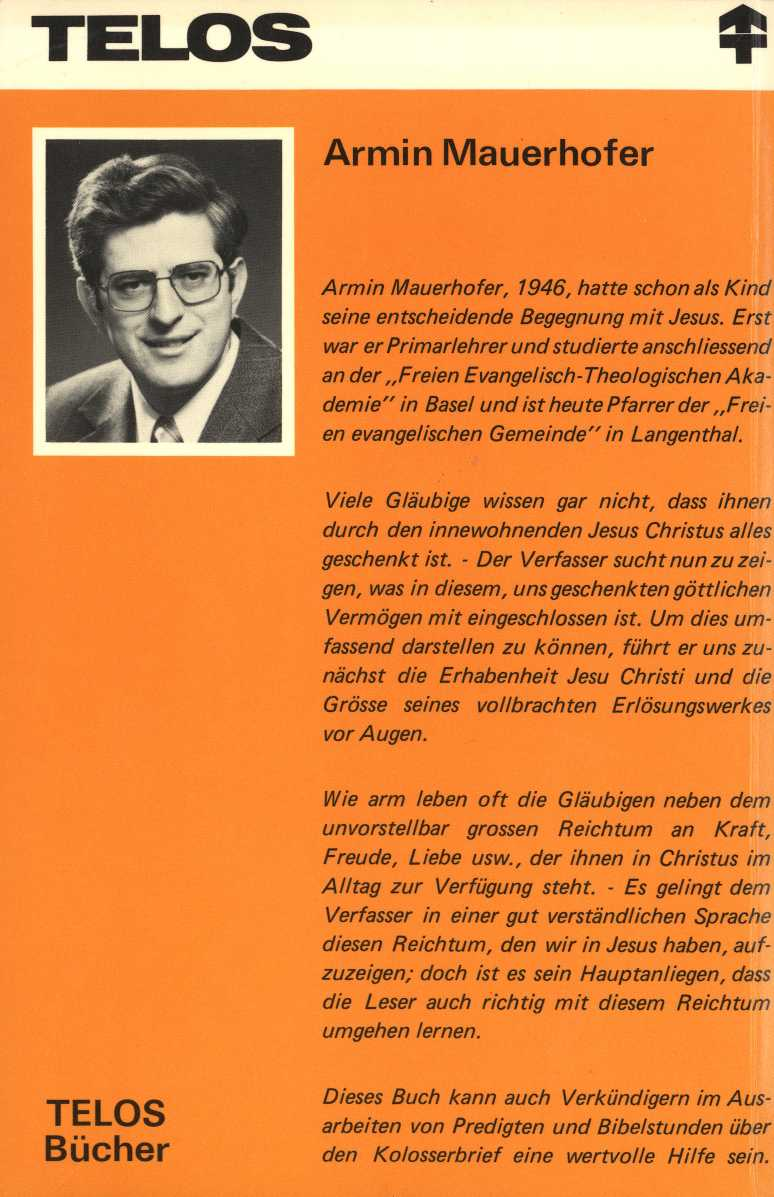 TELOS
Armin Mauerhofer
Armin Mauerhofer, 1946, hatte schon als Kind
seine entscheidende Begegnung mit Jesus. Erst
war er Primarlehrer und studierte anschliessend
an der ,,Freien Evangelisch-Theologischen Aka-
demie'' in Basel und ist heute Pfarrer der ,,Frei-
en evangelischen Gemeinde'' in Langenthal.
Viele Gläubige wissen gar nicht, dass ihnen
durch den innewohnenden Jesus Christus alles
geschenkt ist. - Der Verfasser sucht nun zu zei-
gen, was in diesem, uns geschenkten göttlichen
Vermögen mit eingeschlossen ist. Um dies um-
fassend darstellen zu können, führt er uns zu-
nächst die Erhabenheit Jesu Christi und die
Grösse seines vollbrachten Erlösungswerkes
vor Augen.
Wie arm leben oft die Gläubigen neben dem
unvorstellbar grossen Reichtum an Kraft,
Freude, Liebe usw., der ihnen in Christus im
Alltag zur Verfügung steht. - Es gelingt dem
Verfasser in einer gut verständlichen Sprache
diesen Reichtum, den wir in Jesus haben, auf-
zuzeigen; doch ist es sein Hauptanliegen, dass
die Leser auch richtig mit diesem Reichtum
umgehen lernen.
Dieses Buch kann auch Verkündigern im Aus-
arbeiten von Predigten und Bibelstunden über
den Kolosserbrief eine wertvolle Hilfe sein.
TELOS
Bücher